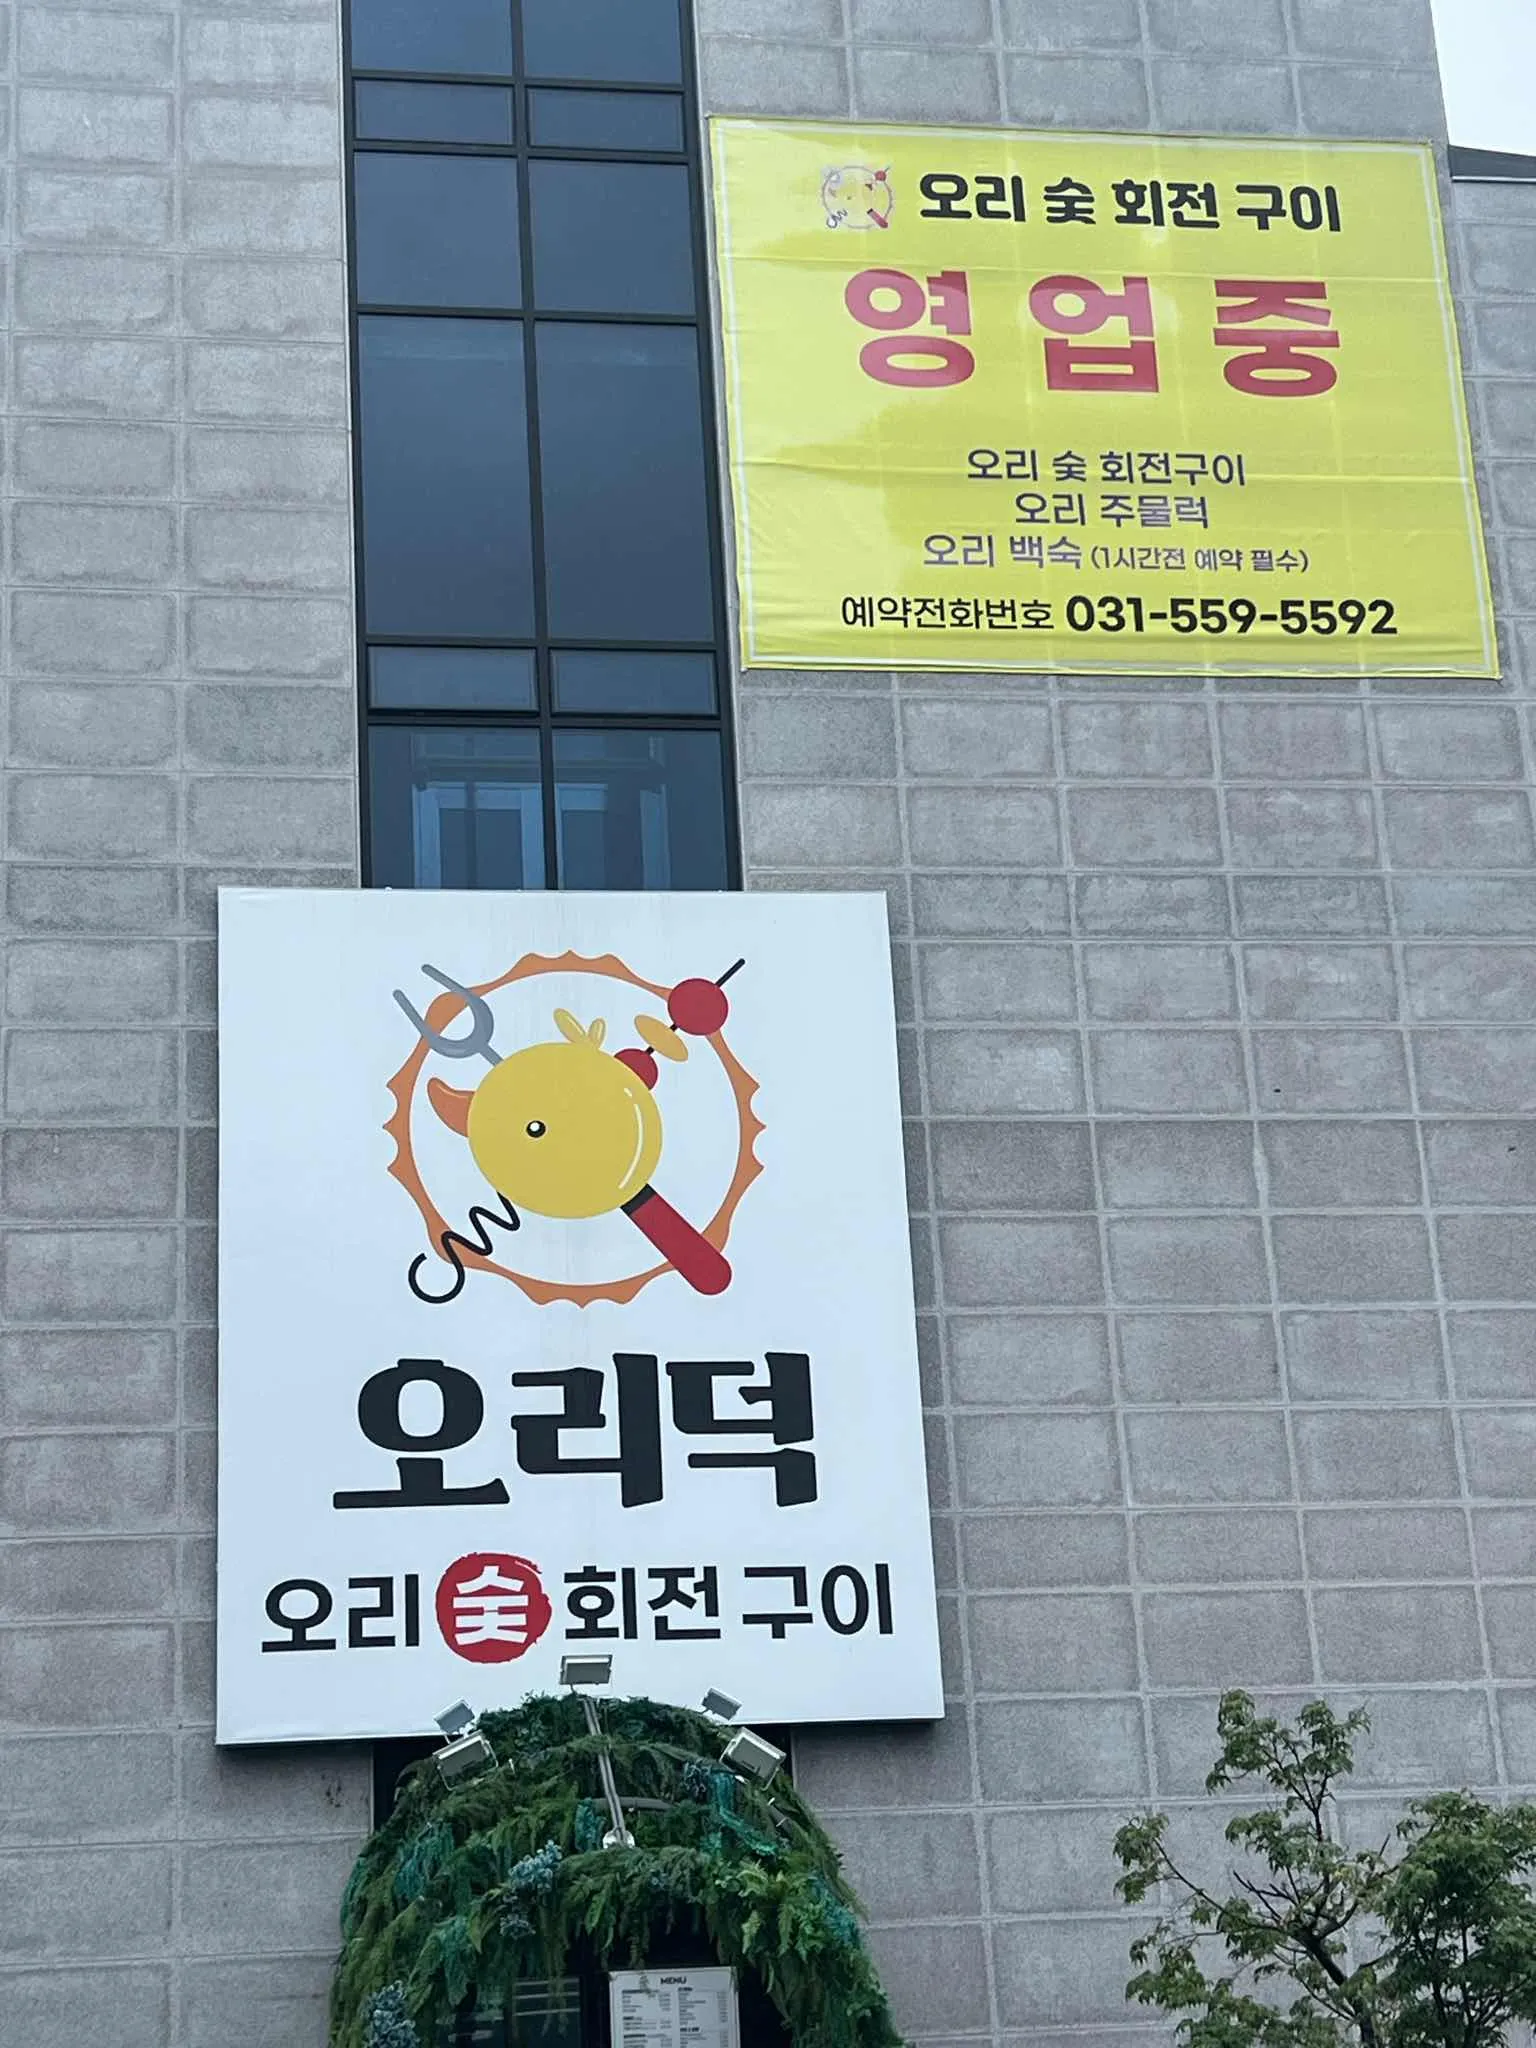 오리 숯 회전 구이
영업중
오리 숯 회전구이
오리 주물럭
오리 백숙 (1시간전 예약 필수)
예약전화번호 031-559-5592
오리덕
오리 숯 회전 구이
MENU